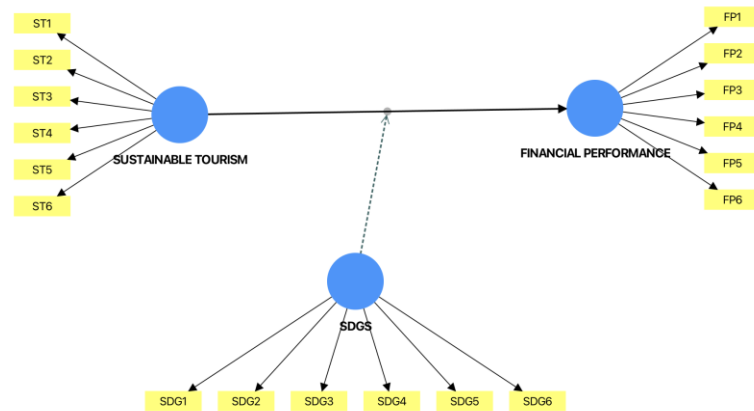 ST1
ST2
ST3
ST4
ST5
ST6
SUSTAINABLE TOURISM
FP1
FP2
FP3
FP4
FP5
FP6
FINANCIAL PERFORMANCE
SDGS
SDG1 SDG2 SDG3 SDG4 SDG5 SDG6